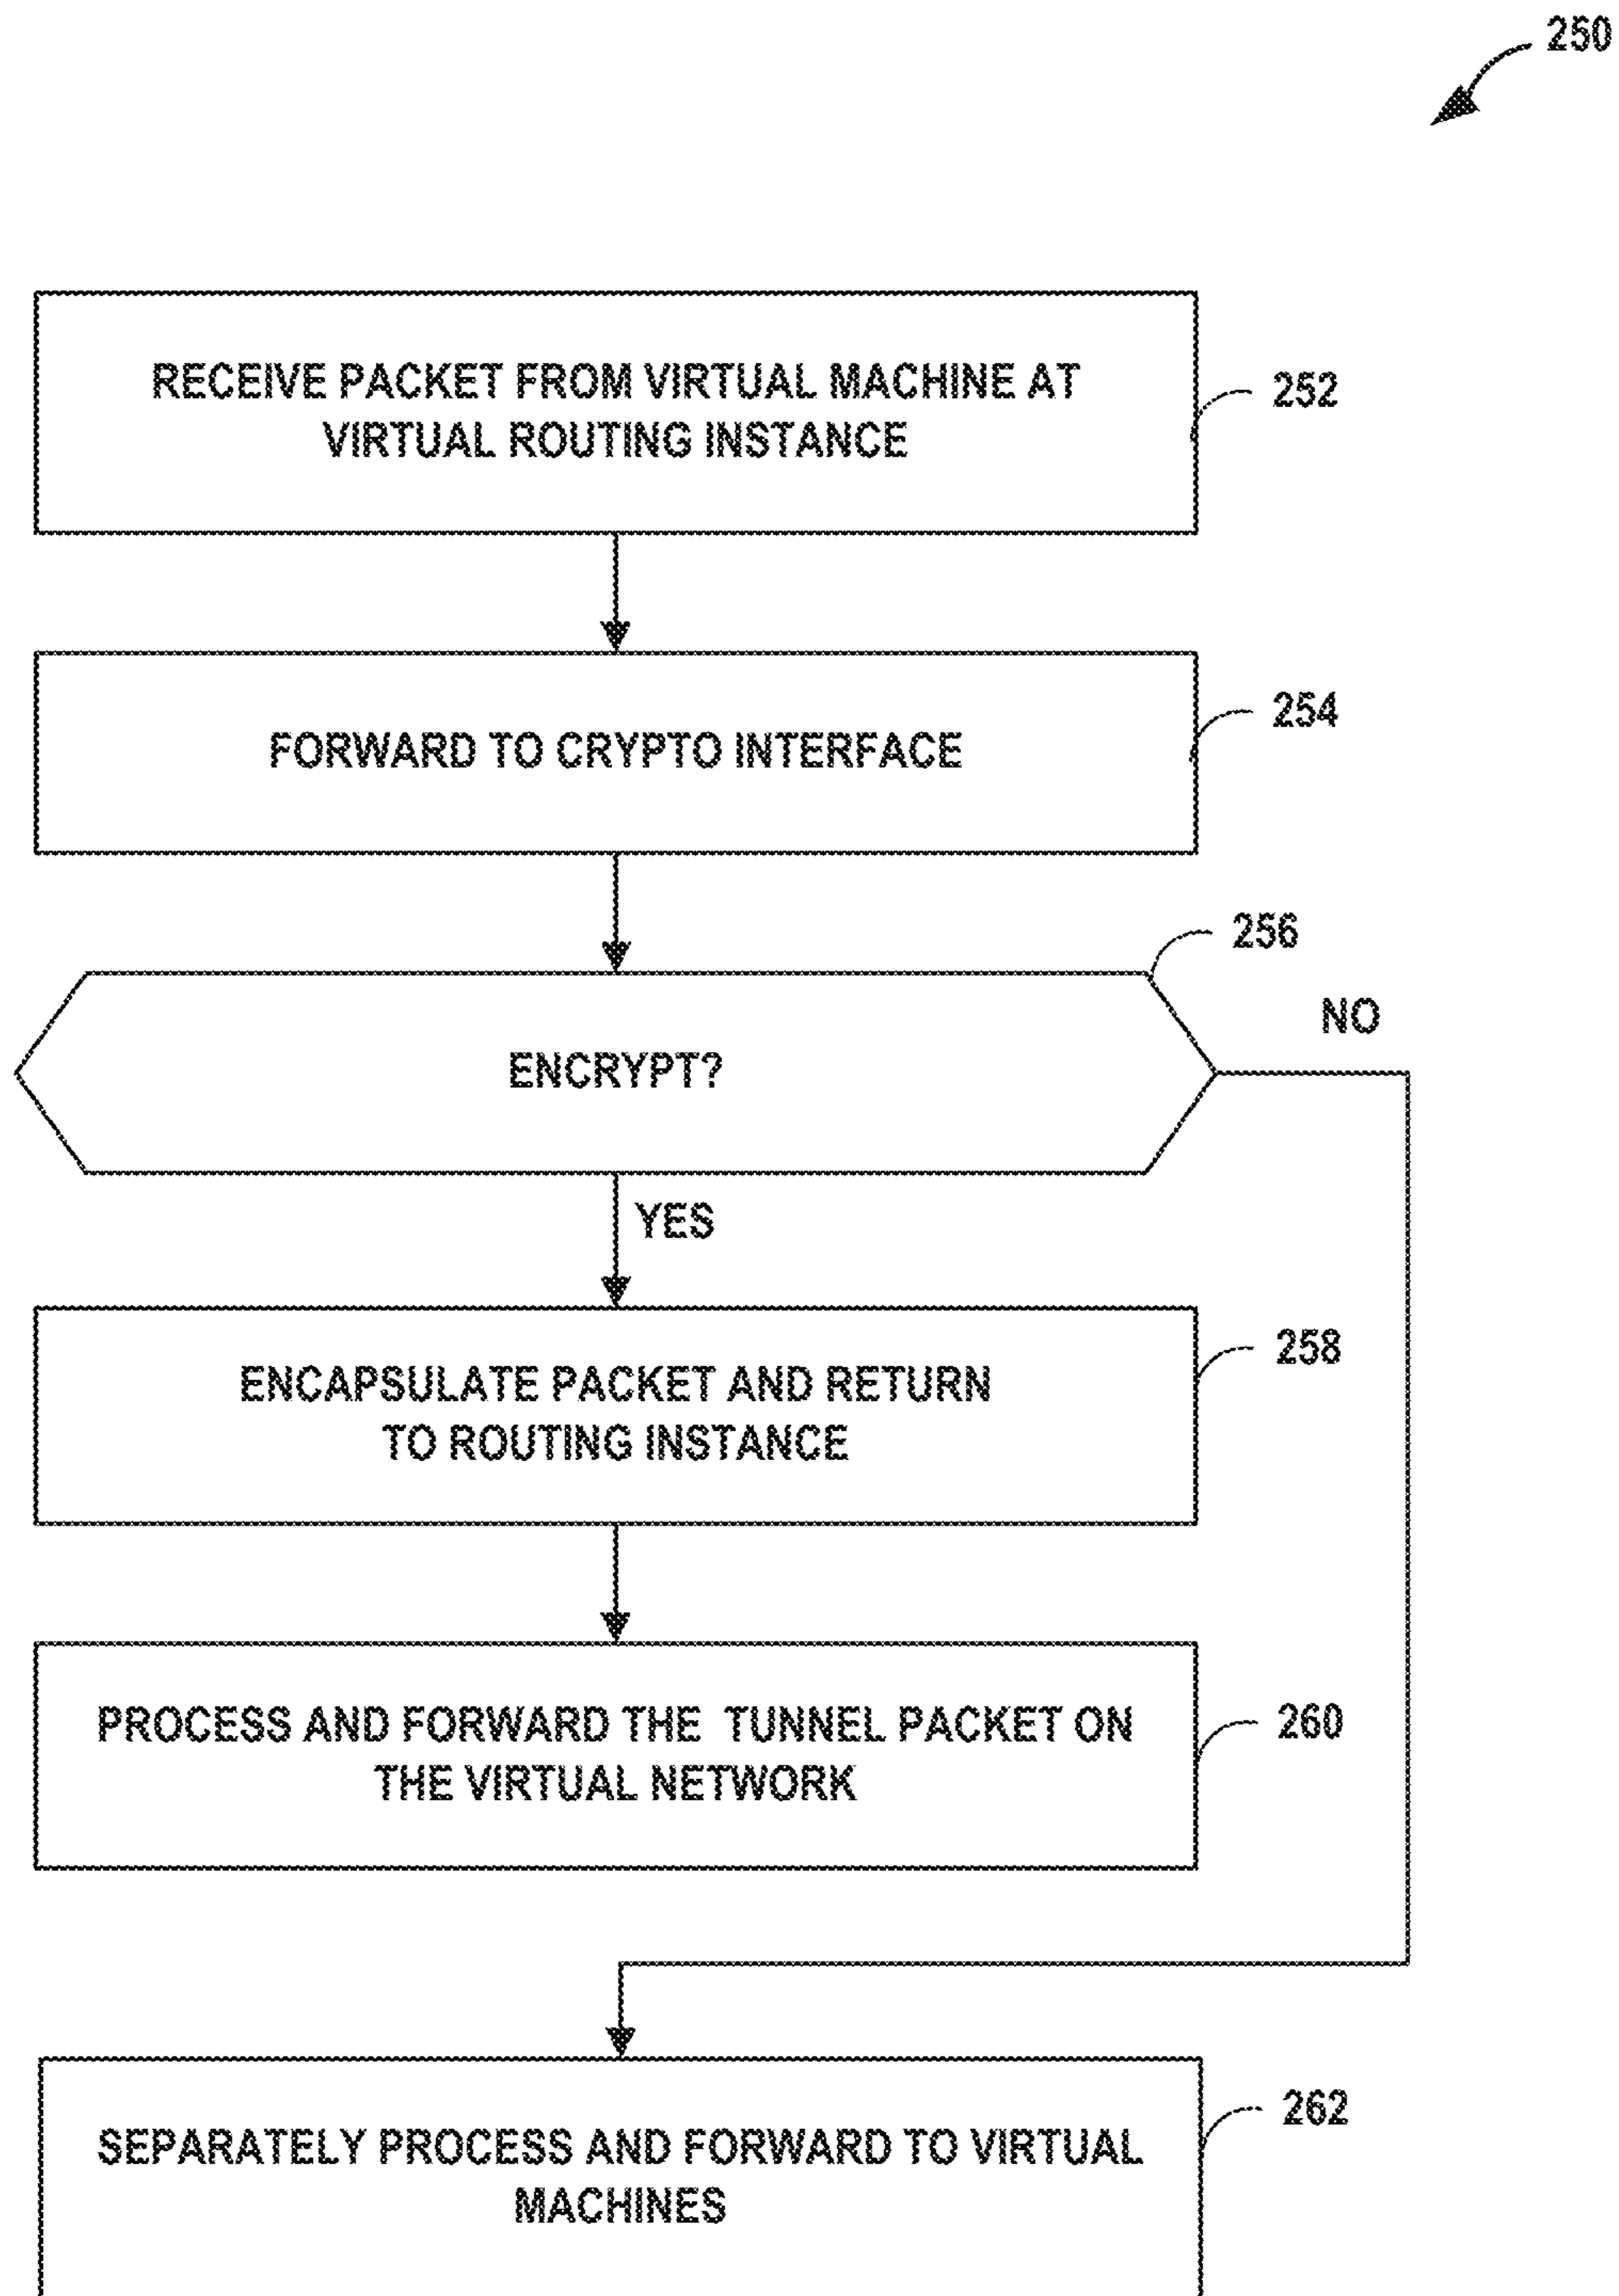 250
RECEIVE PACKET FROM VIRTUAL MACHINE AT
VIRTUAL ROUTING INSTANCE
252
FORWARD TO CRYPTO INTERFACE
254
256
NO
ENCRYPT?
YES
ENCAPSULATE PACKET AND RETURN
TO ROUTING INSTANCE
258
PROCESS AND FORWARD THE TUNNEL PACKET ON
THE VIRTUAL NETWORK
260
SEPARATELY PROCESS AND FORWARD TO VIRTUAL
MACHINES
262